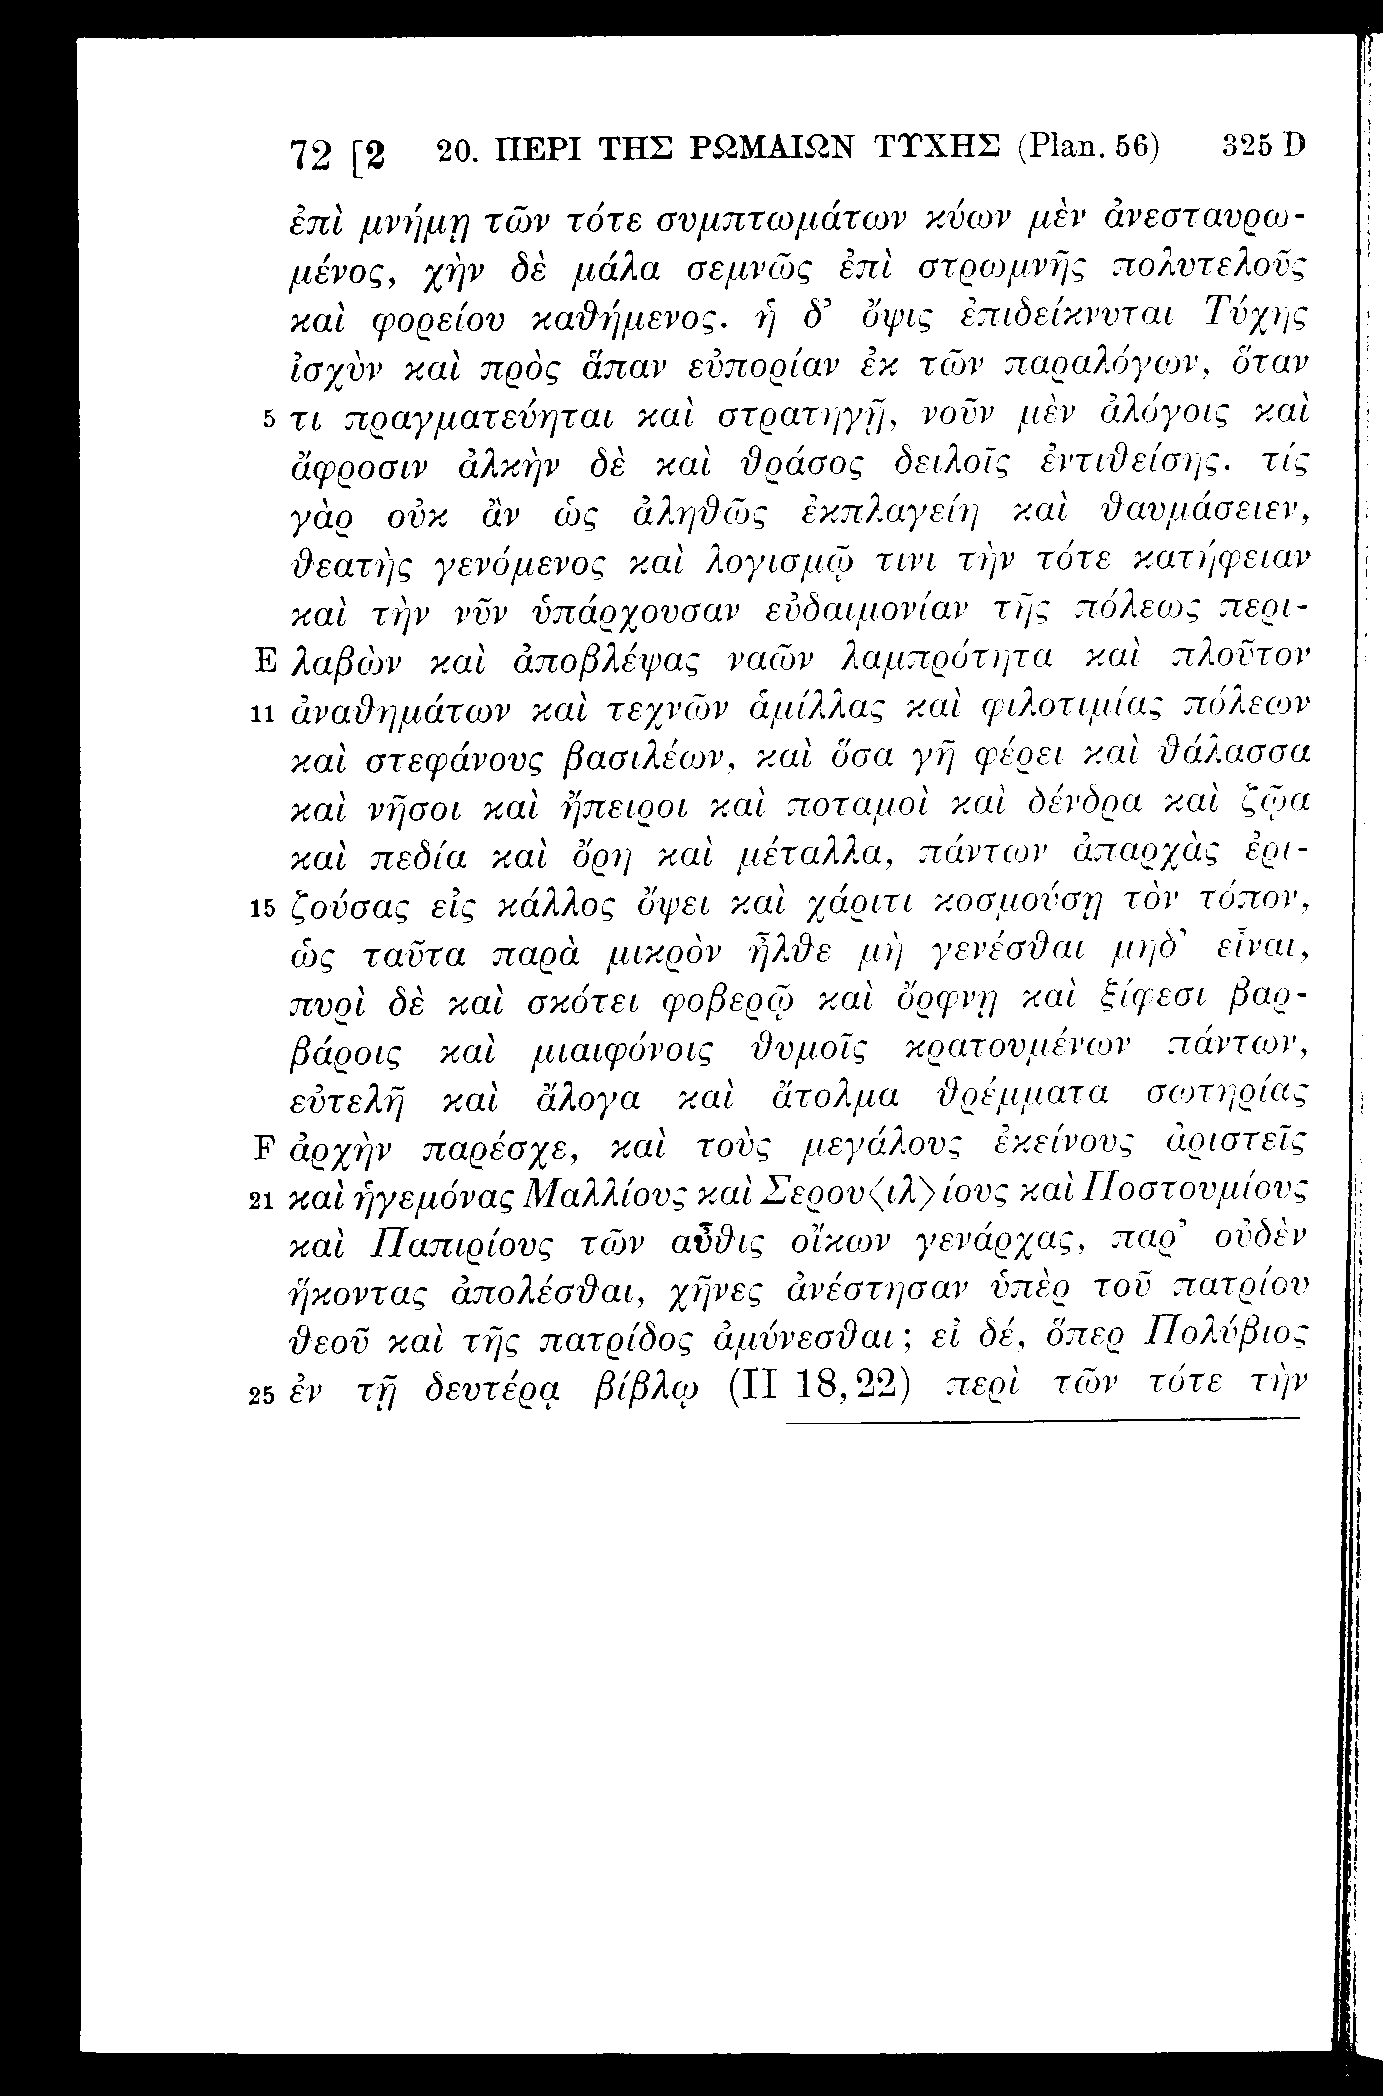 72 [2 20. ΠΕΡΙ ΤΗΣ ΡΩΜΑΙΩΝ ΤΥΧΗΣ (Plan. 56) 325 D
ἐπὶ μνήμῃ τῶν τότε συμπτωμάτων κύων μὲν ἀνεσταυρω-
μένος, χὴν δὲ μάλα σεμνῶς ἐπὶ στρωμνῆς πολυτελοῦς
καὶ φορείου καθήμενος. ἡ δ’ ὄψις ἐπιδείκνυται Τύχης
ἰσχὺν καὶ πρὸς ἅπαν εὐπορίαν ἐκ τῶν παραλόγων, ὅταν
5 τι πραγματεύηται καὶ στρατηγῇ, νοῦν μὲν ἀλόγοις καὶ
ἄφροσιν ἀλκὴν δὲ καὶ θράσος δειλοῖς ἐντιθείσης. τίς
γὰρ οὐκ ἂν ὡς ἀληθῶς ἐκπλαγείη καὶ θαυμάσειεν,
θεατὴς γενόμενος καὶ λογισμῷ τινι τὴν τότε κατήφειαν
καὶ τὴν νῦν ὑπάρχουσαν εὐδαιμονίαν τῆς πόλεως περι-
E λαβὼν καὶ ἀποβλέψας ναῶν λαμπρότητα καὶ πλοῦτον
11 ἀναθημάτων καὶ τεχνῶν ἁμίλλας καὶ φιλοτιμίας πόλεων
καὶ στεφάνους βασιλέων, καὶ ὅσα γῆ φέρει καὶ θάλασσα
καὶ νῆσοι καὶ ἤπειροι καὶ ποταμοὶ καὶ δένδρα καὶ ζῷα
καὶ πεδία καὶ ὄρη καὶ μέταλλα, πάντων ἀπαρχὰς ἐρι-
15 ζούσας εἰς κάλλος ὄψει καὶ χάριτι κοσμούσῃ τὸν τόπον,
ὡς ταῦτα παρὰ μικρὸν ἦλθε μὴ γενέσθαι μηδ’ εἶναι,
πυρὶ δὲ καὶ σκότει φοβερῷ καὶ ὄρφνῃ καὶ ξίφεσι βαρ-
βάροις καὶ μιαιφόνοις θυμοῖς κρατουμένων πάντων,
εὐτελῆ καὶ ἄλογα καὶ ἄτολμα θρέμματα σωτηρίας
F ἀρχὴν παρέσχε, καὶ τοὺς μεγάλους ἐκείνους ἀριστεῖς
21 καὶ ἡγεμόνας Μαλλίους καὶ Σερου⟨ιλ⟩ίους καὶ Ποστουμίους
καὶ Παπιρίους τῶν αὖθις οἴκων γενάρχας, παρ’ οὐδὲν
ἥκοντας ἀπολέσθαι, χῆνες ἀνέστησαν ὑπὲρ τοῦ πατρίου
θεοῦ καὶ τῆς πατρίδος ἀμύνεσθαι; εἰ δέ, ὅπερ Πολύβιος
25 ἐν τῇ δευτέρᾳ βίβλῳ (II 18,22) περὶ τῶν τότε τὴν